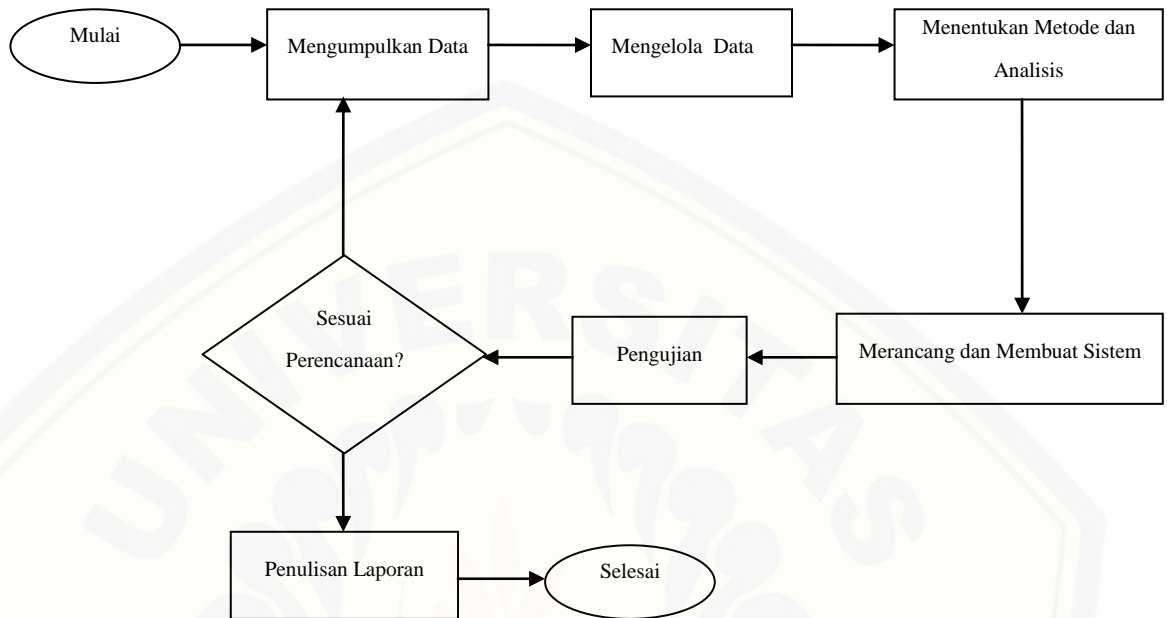 Mulai
Mengumpulkan Data
Mengelola Data
Menentukan Metode dan
Analisis
Sesuai
Perencanaan?
Pengujian
Merancang dan Membuat Sistem
Penulisan Laporan
Selesai
UNIVERSITAS